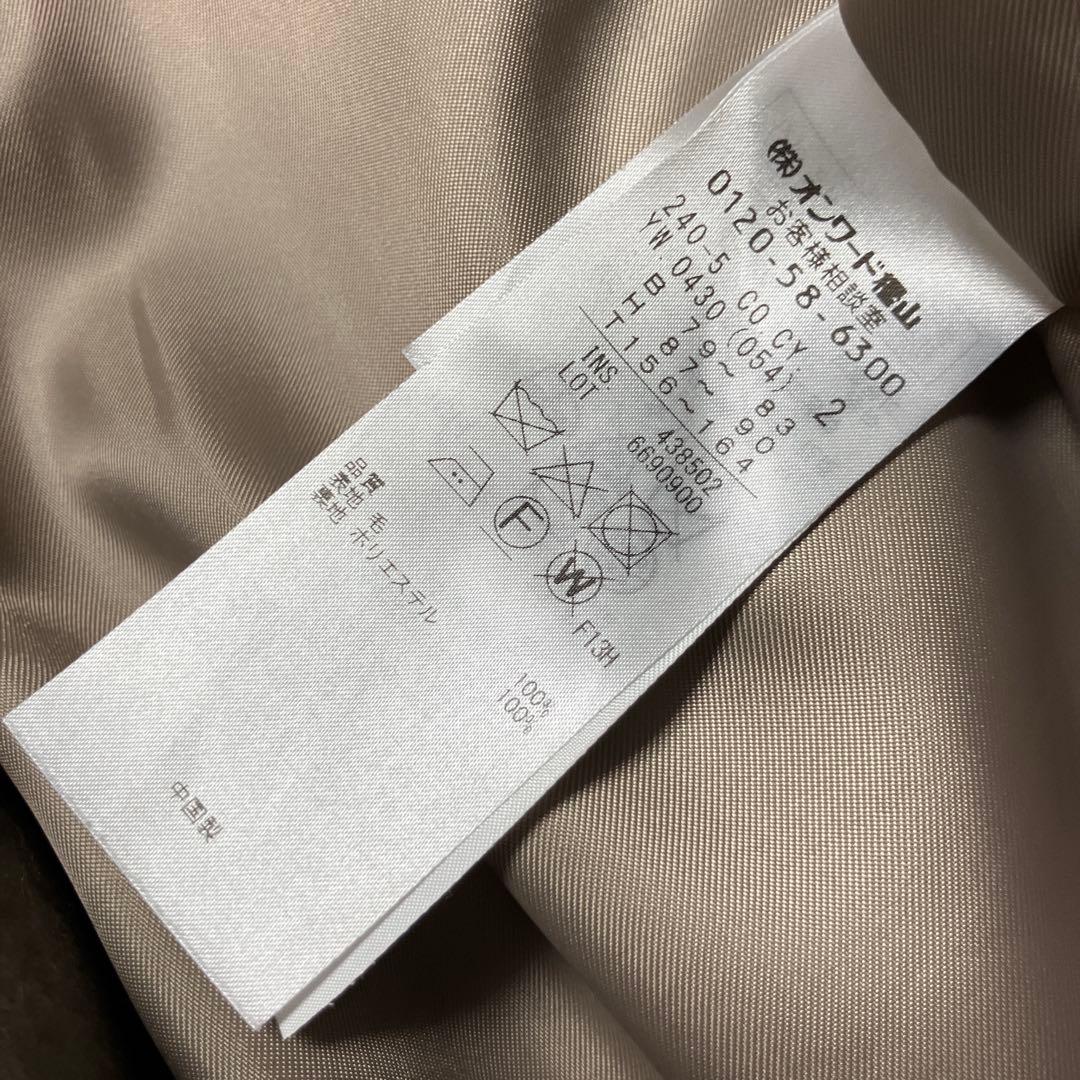 (株)オンワード樫山
お客様相談室
0120-58-6300
240-5 CO CY. 2
YW.0430 (054)
B 79~ 83
H 87~ 90
T 156~164
INS 438502
LOT 6690900
F
W
F13H
品質
表地 毛 100%
裏地 ポリエステル 100%
中国製